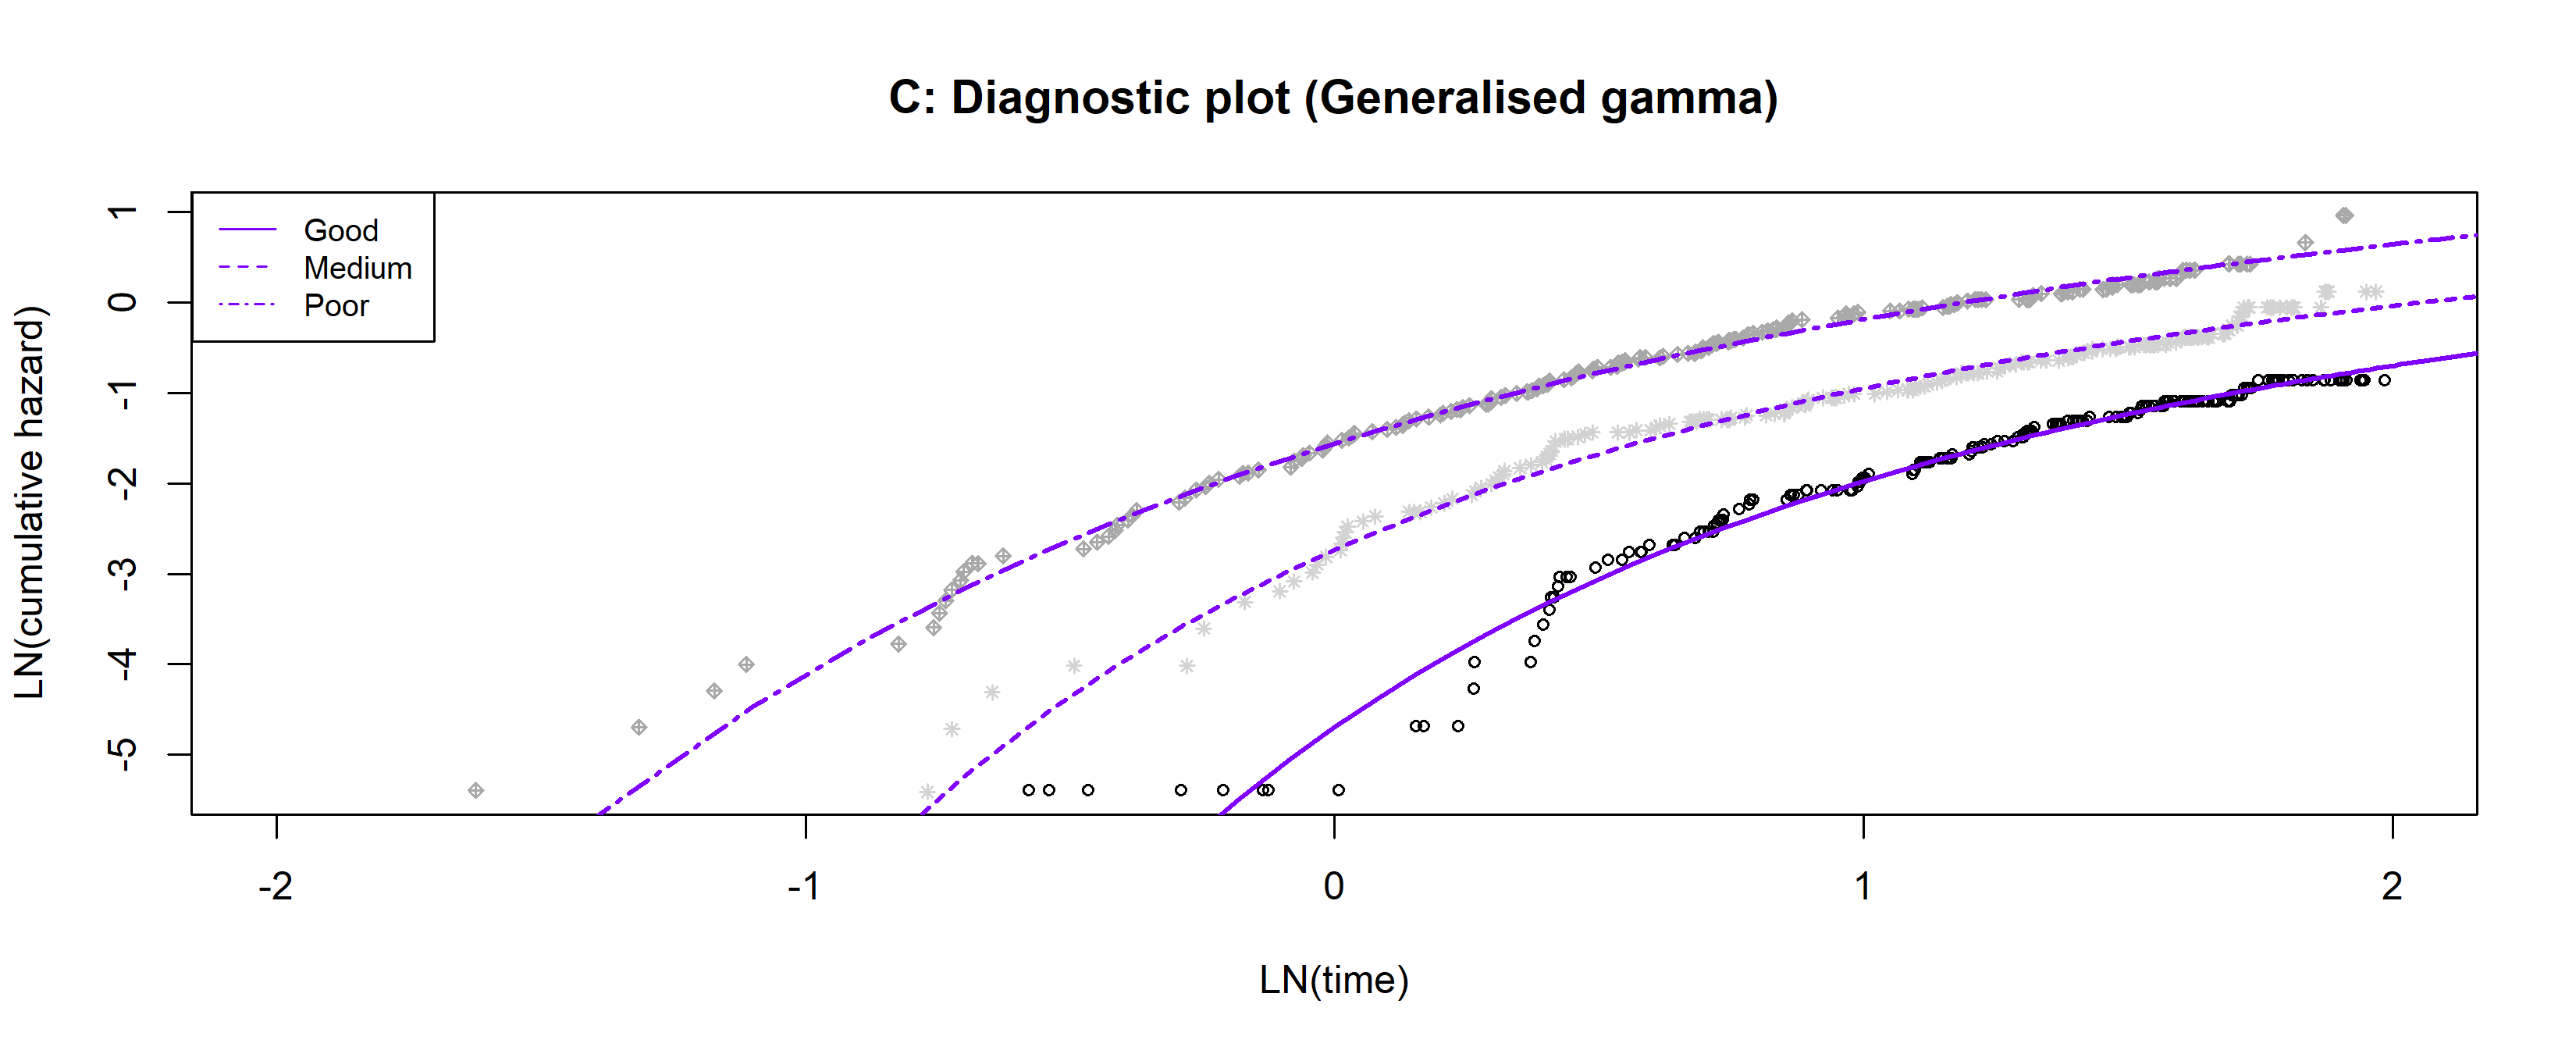 C: Diagnostic plot (Generalised gamma)
Good
Medium
Poor
LN(cumulative hazard)
1
0
-1
-2
-3
-4
-5
-2
-1
0
1
2
LN(time)